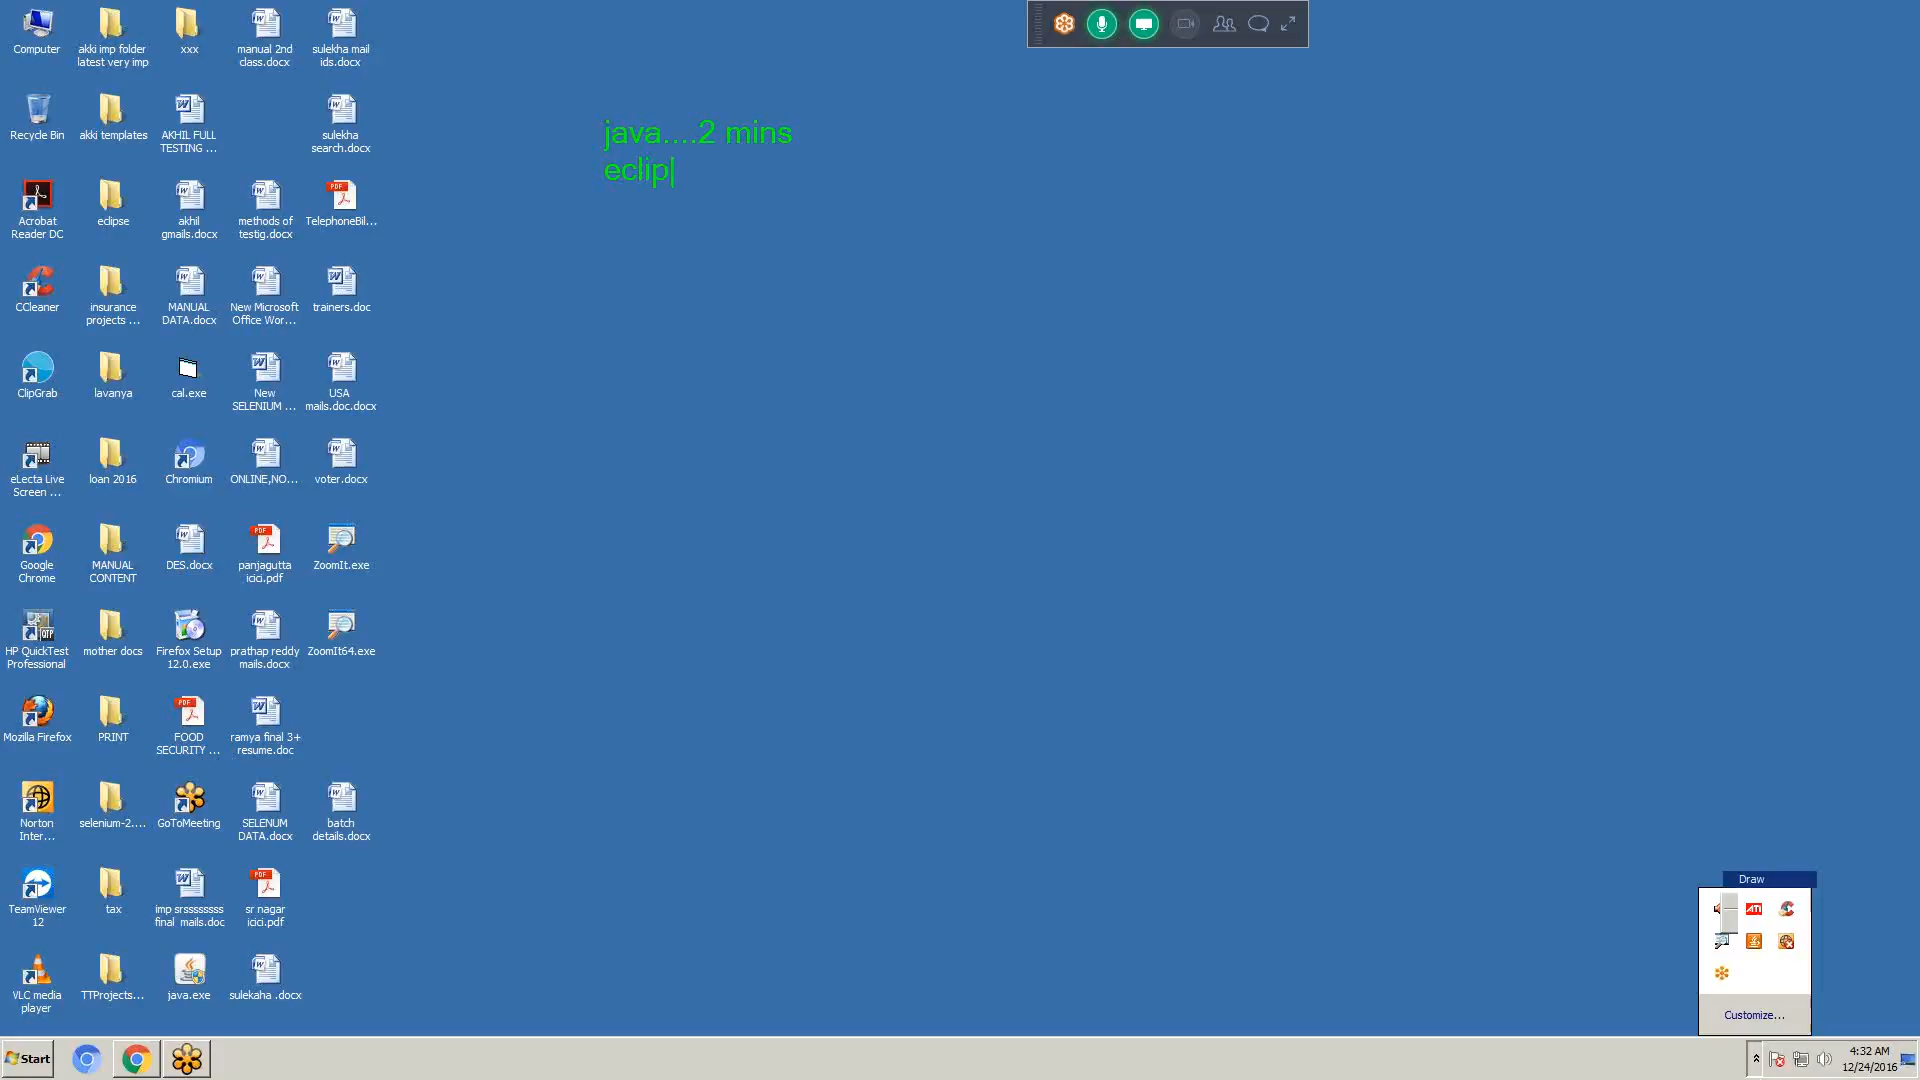 Computer
akki imp folder
latest very imp
xxx
manual 2nd
class.docx
sulekha mail
ids.docx
java....2 mins
eclip
Recycle Bin
akki templates
AKHIL FULL
TESTING ...
sulekha
search.docx
Acrobat
Reader DC
eclipse
akhil
gmails.docx
methods of
testig.docx
TelephoneBil...
CCleaner
insurance
projects ...
MANUAL
DATA.docx
New Microsoft
Office Wor...
trainers.doc
ClipGrab
lavanya
cal.exe
New
SELENIUM ...
USA
mails.doc.docx
eLecta Live
Screen ...
loan 2016
Chromium
ONLINE,NO...
voter.docx
Google
Chrome
MANUAL
CONTENT
DES.docx
panjagutta
icici.pdf
ZoomIt.exe
HP QuickTest
Professional
mother docs
Firefox Setup
12.0.exe
prathap reddy
mails.docx
ZoomIt64.exe
Mozilla Firefox
PRINT
FOOD
SECURITY ...
ramya final 3+
resume.doc
Norton
Inter...
selenium-2....
GoToMeeting
SELENUM
DATA.docx
batch
details.docx
TeamViewer
12
tax
imp srssssssss
final mails.doc
sr nagar
icici.pdf
VLC media
player
TTProjects...
java.exe
sulekaha .docx
Draw
ATI
Customize...
Start
4:32 AM
12/24/2016